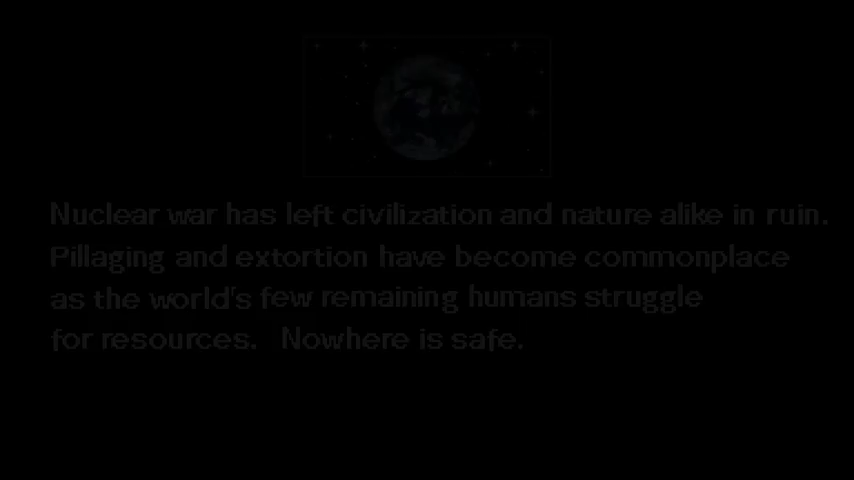 Nuclear war has left civilization and nature alike in ruin.
Pillaging and extortion have become commonplace
as the world's few remaining humans struggle
for resources.  Nowhere is safe.